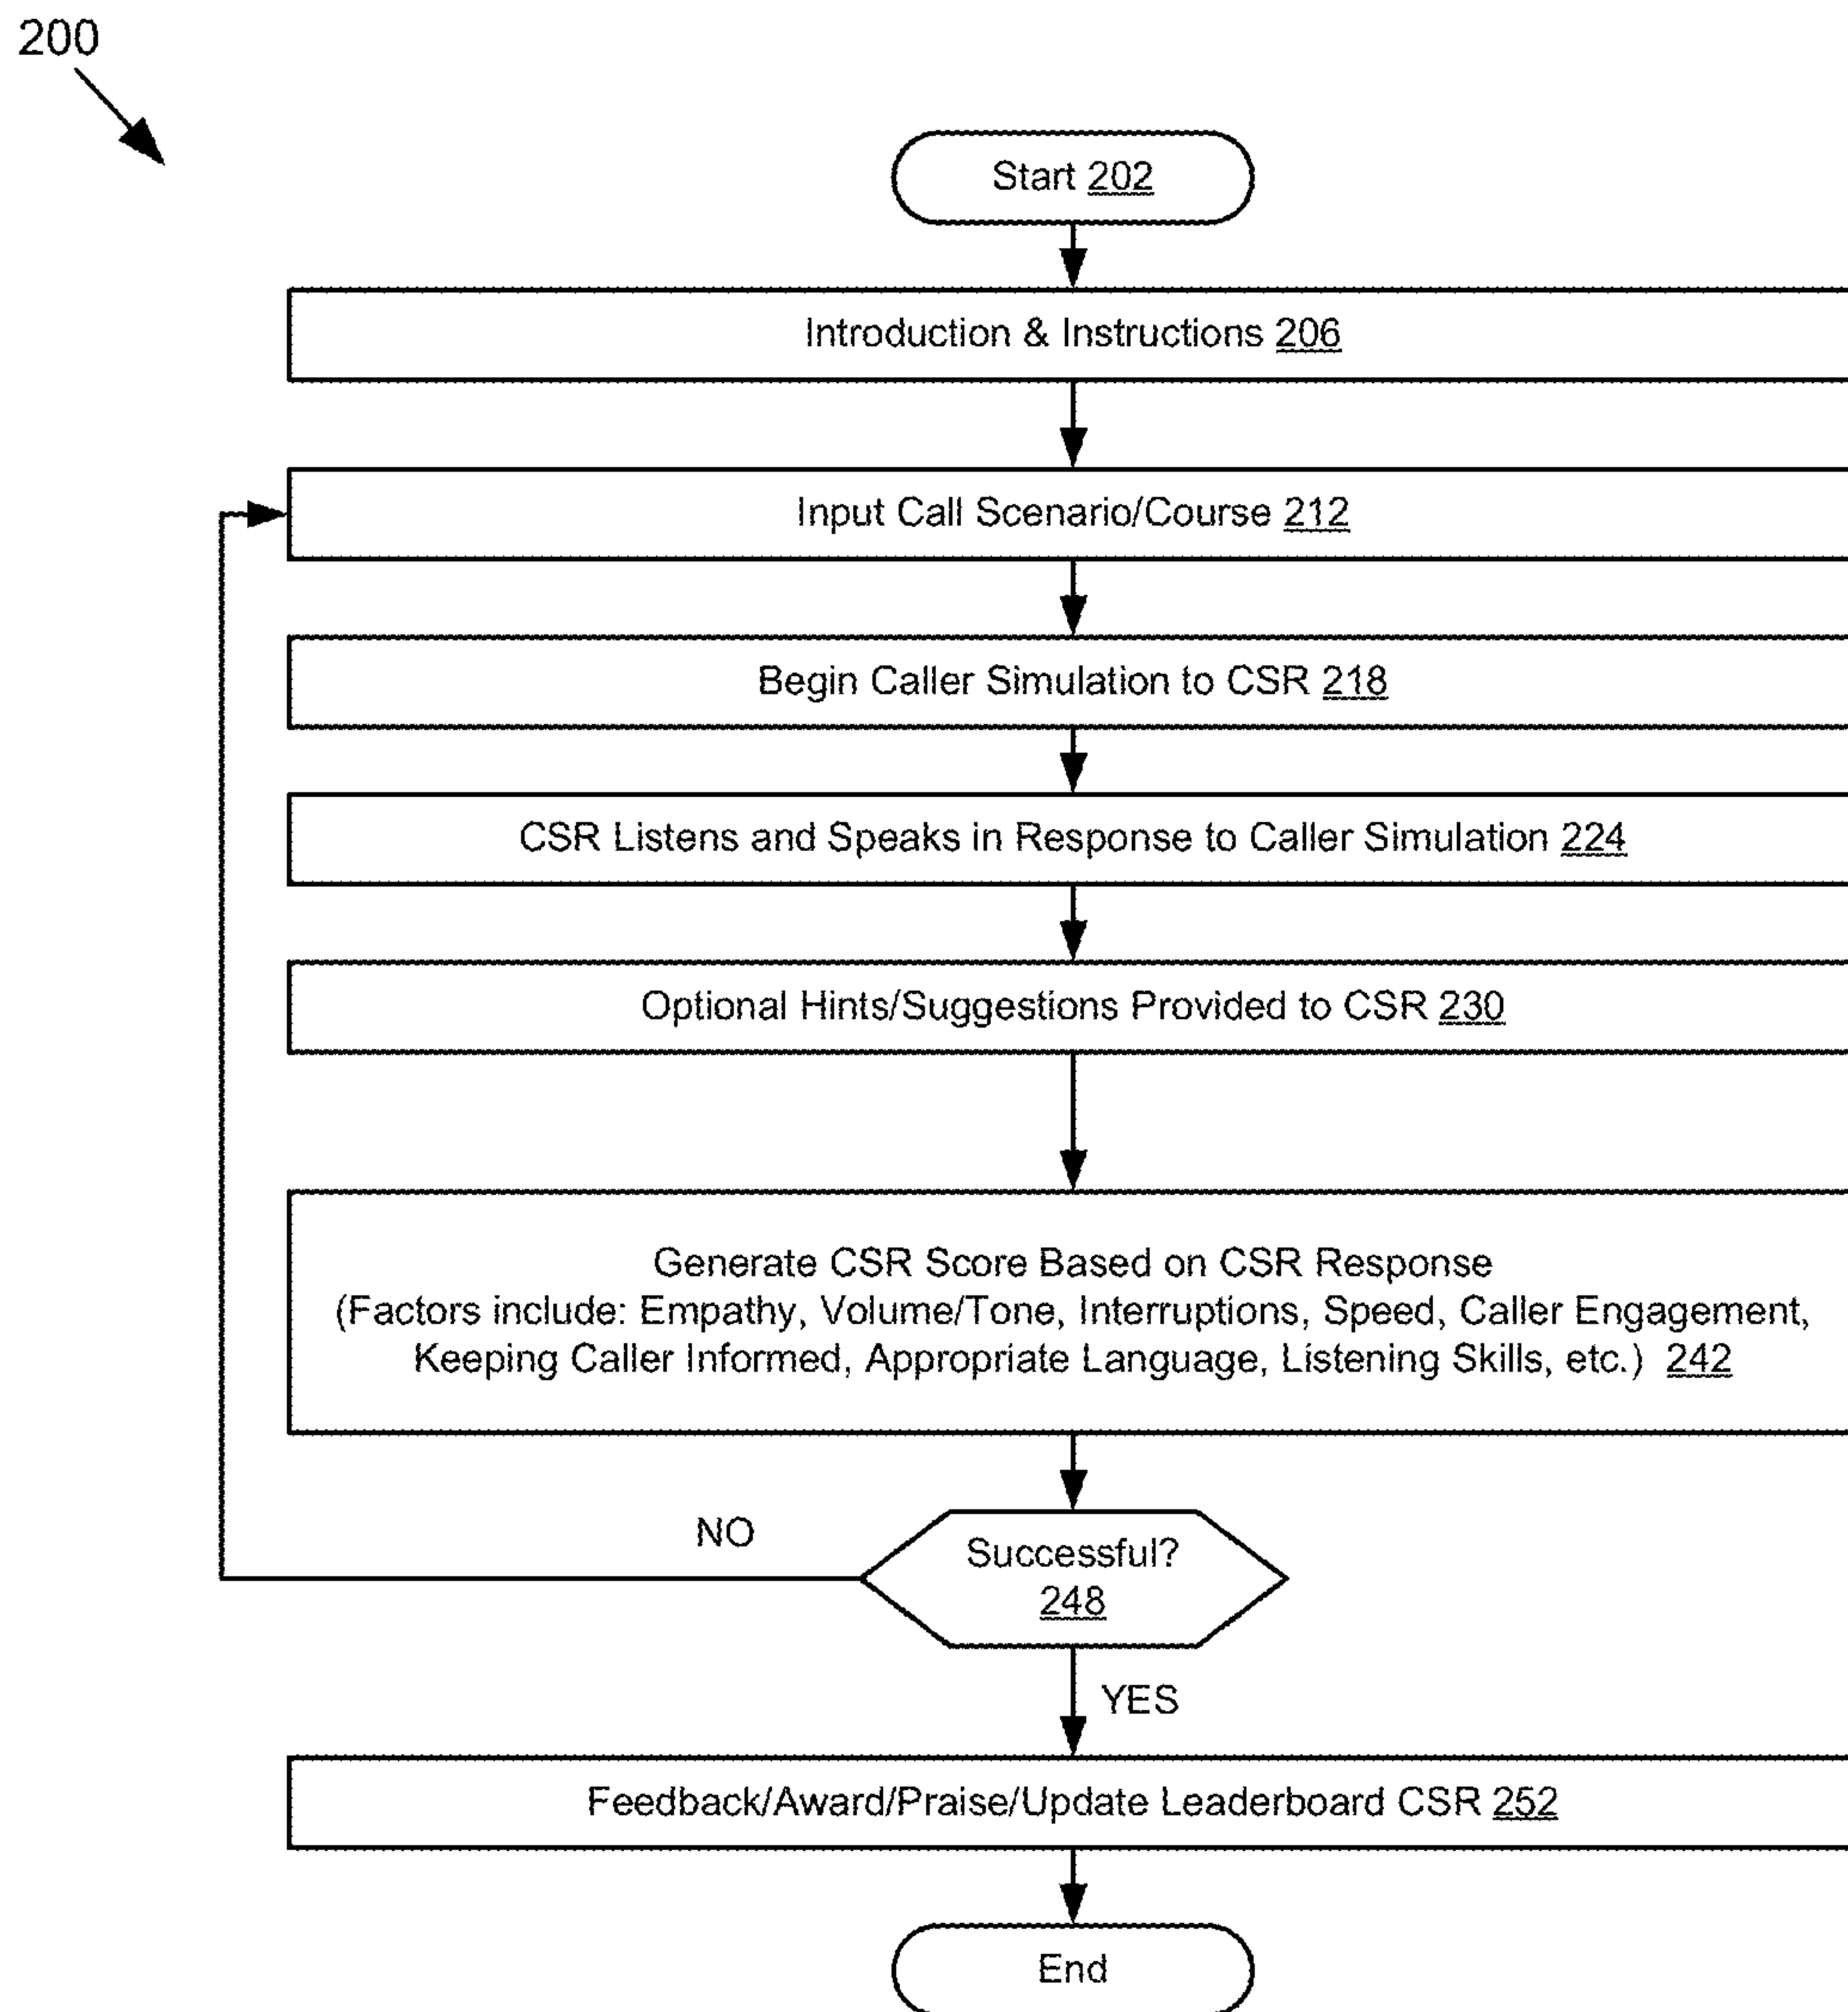 200
Start 202
Introduction & Instructions 206
Input Call Scenario/Course 212
Begin Caller Simulation to CSR 218
CSR Listens and Speaks in Response to Caller Simulation 224
Optional Hints/Suggestions Provided to CSR 230
Generate CSR Score Based on CSR Response
(Factors include: Empathy, Volume/Tone, Interruptions, Speed, Caller Engagement,
Keeping Caller Informed, Appropriate Language, Listening Skills, etc.) 242
NO
Successful?
248
YES
Feedback/Award/Praise/Update Leaderboard CSR 252
End